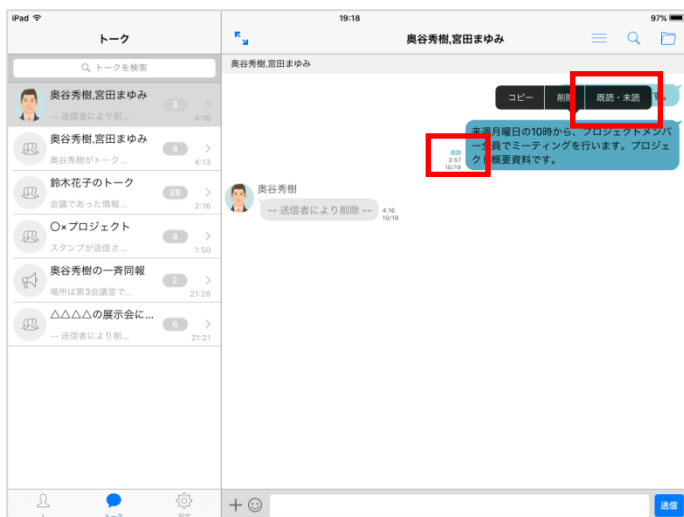 iPad
19:18
97%
トーク
奥谷秀樹,宮田まゆみ
トークを検索
奥谷秀樹,宮田まゆみ
3
-- 送信者により削...
4:16
奥谷秀樹,宮田まゆみ
4
奥谷秀樹がトーク...
4:13
鈴木花子のトーク
28
会議であった情報...
2:16
○×プロジェクト
4
スタンプが送信さ...
1:50
奥谷秀樹の一斉同報
2
場所は第3会議室で...
21:28
△△△△の展示会に...
6
-- 送信者により削...
21:21
トーク
奥谷秀樹,宮田まゆみ
コピー
削除
既読・未読
す。
来週月曜日の10時から、プロジェクトメンバ
ー全員でミーティングを行います。プロジェ
クト概要資料です。
既読
3:57
10/19
奥谷秀樹
-- 送信者により削除 --
4:16
10/19
送信